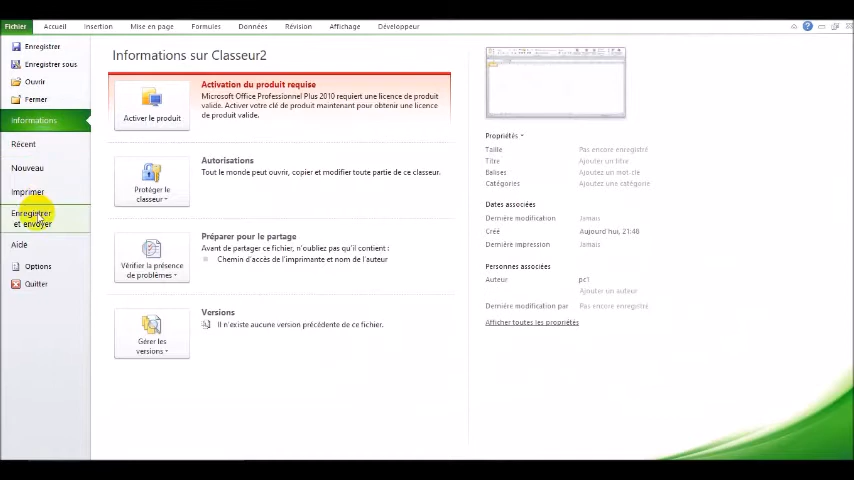 Fichier Accueil Insertion Mise en page Formules Données Révision Affichage Développeur
Enregistrer
Enregistrer sous
Ouvrir
Fermer
Informations
Récent
Nouveau
Imprimer
Enregistrer
et envoyer
Aide
Options
Quitter
Informations sur Classeur2
Activer le produit
Activation du produit requise
Microsoft Office Professionnel Plus 2010 requiert une licence de produit
valide. Activer votre clé de produit maintenant pour obtenir une licence
de produit valide.
Protéger le
classeur
Autorisations
Tout le monde peut ouvrir, copier et modifier toute partie de ce classeur.
Vérifier la présence
de problèmes
Préparer pour le partage
Avant de partager ce fichier, n'oubliez pas qu'il contient :
Chemin d'accès de l'imprimante et nom de l'auteur
Gérer les
versions
Versions
Il n'existe aucune version précédente de ce fichier.
Propriétés
Taille Pas encore enregistré
Titre Ajouter un titre
Balises Ajoutez un mot-clé
Catégories Ajoutez une catégorie
Dates associées
Dernière modification Jamais
Créé Aujourd'hui, 21:48
Dernière impression Jamais
Personnes associées
Auteur pc1
Ajouter un auteur
Dernière modification par Pas encore enregistré
Afficher toutes les propriétés